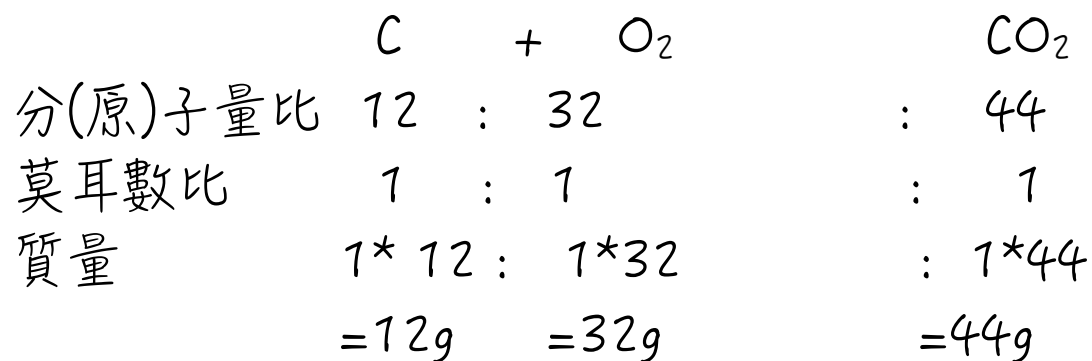 C + O₂ CO₂
分(原)子量比 12 : 32 : 44
莫耳數比 1 : 1 : 1
質量 1* 12 : 1*32 : 1*44
=12g =32g =44g